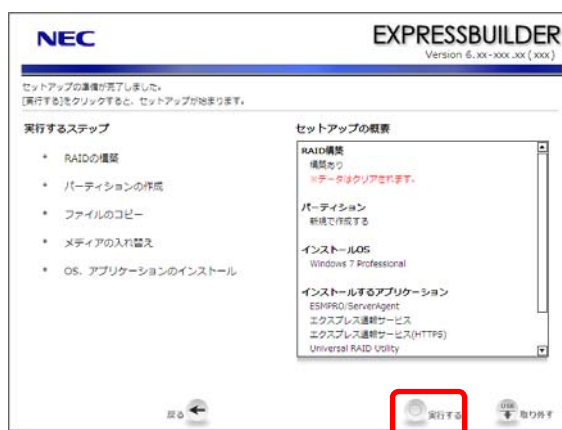 NEC
EXPRESSBUILDER
Version 6.xx-xxx.xx (xxx)
セットアップの準備が完了しました。
[実行する]をクリックすると、セットアップが始まります。
実行するステップ
セットアップの概要
• RAIDの構築
• パーティションの作成
• ファイルのコピー
• メディアの入れ替え
• OS、アプリケーションのインストール
RAID構築
構築あり
※データはクリアされます。
パーティション
新規で作成する
インストールOS
Windows 7 Professional
インストールするアプリケーション
ESMPRO/ServerAgent
エクスプレス通報サービス
エクスプレス通報サービス(HTTPS)
Universal RAID Utility
戻る
実行する
USB
取り外す